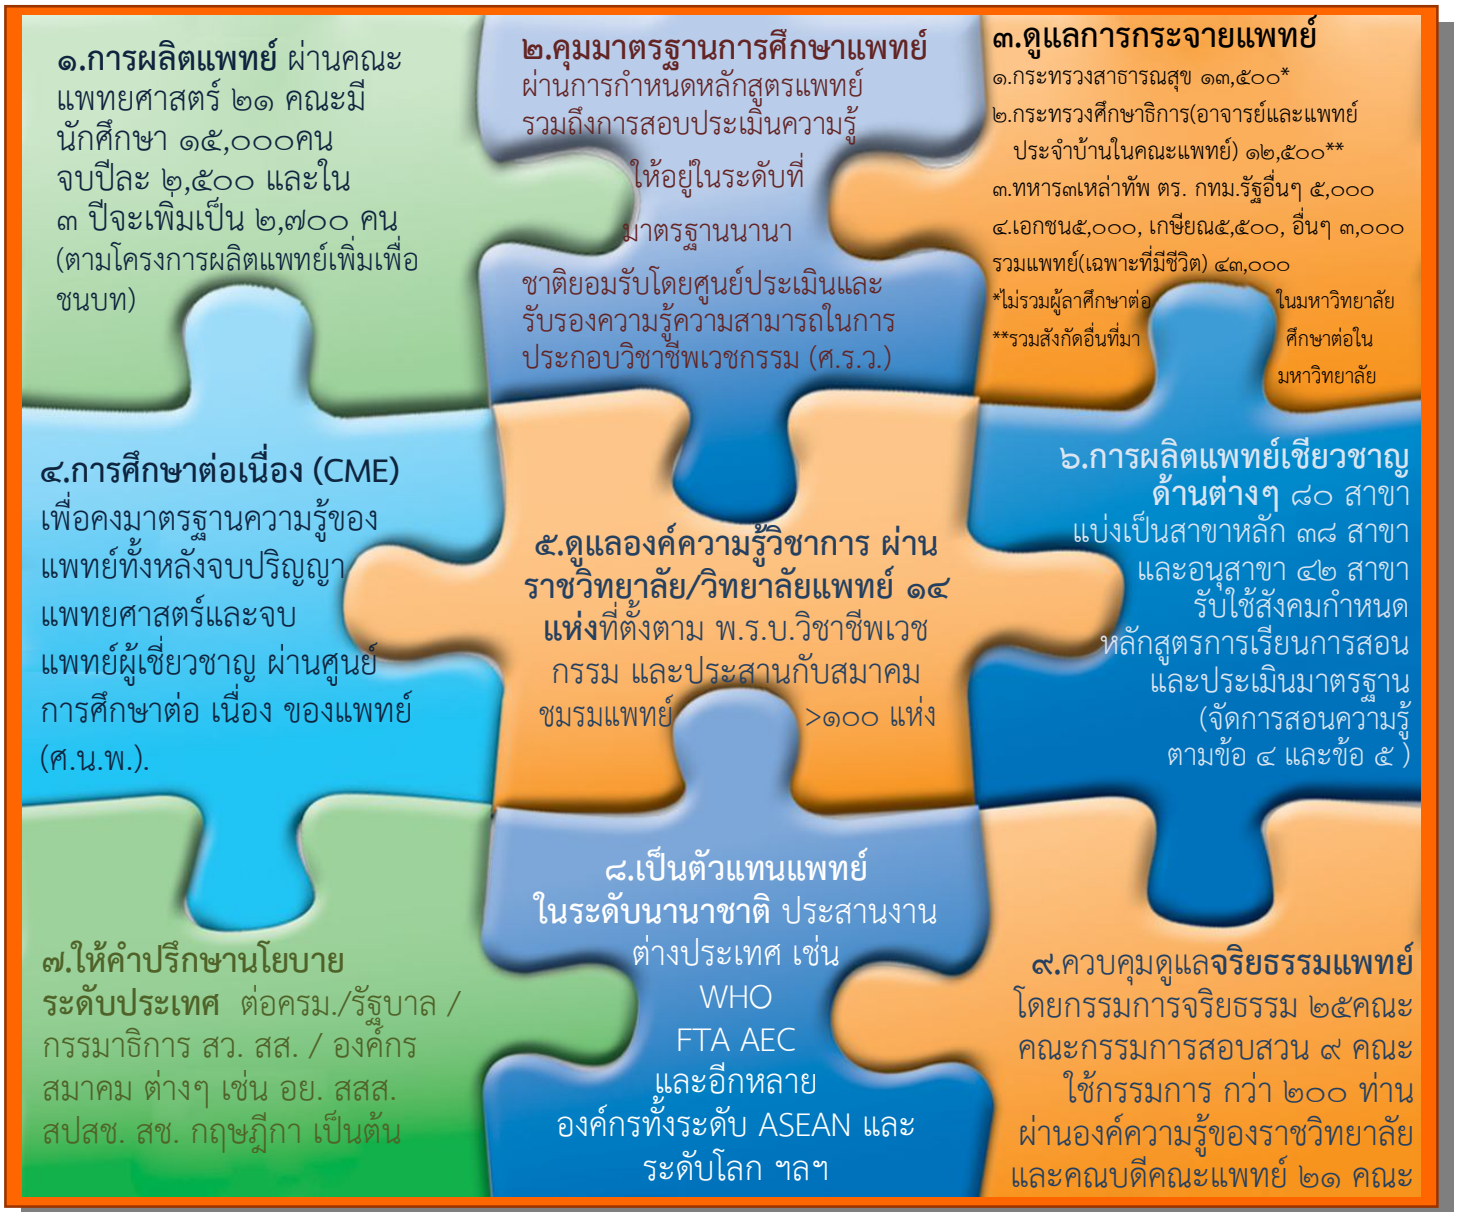 ๑.การผลิตแพทย์ ผ่านคณะ
แพทยศาสตร์ ๒๑ คณะมี
นักศึกษา ๑๕,๐๐๐คน
จบปีละ ๒,๕๐๐ และใน
๓ ปีจะเพิ่มเป็น ๒,๗๐๐ คน
(ตามโครงการผลิตแพทย์เพิ่มเพื่อ
ชนบท)
๒.คุมมาตรฐานการศึกษาแพทย์
ผ่านการกำหนดหลักสูตรแพทย์
รวมถึงการสอบประเมินความรู้
ให้อยู่ในระดับที่
มาตรฐานนานา
ชาติยอมรับโดยศูนย์ประเมินและ
รับรองความรู้ความสามารถในการ
ประกอบวิชาชีพเวชกรรม (ศ.ร.ว.)
๓.ดูแลการกระจายแพทย์
๑.กระทรวงสาธารณสุข ๑๓,๕๐๐*
๒.กระทรวงศึกษาธิการ(อาจารย์และแพทย์
ประจำบ้านในคณะแพทย์) ๑๒,๕๐๐**
๓.ทหาร๓เหล่าทัพ ตร. กทม.รัฐอื่นๆ ๕,๐๐๐
๔.เอกชน๕,๐๐๐, เกษียณ๕,๕๐๐, อื่นๆ ๓,๐๐๐
รวมแพทย์(เฉพาะที่มีชีวิต) ๔๓,๐๐๐
*ไม่รวมผู้ลาศึกษาต่อ ในมหาวิทยาลัย
**รวมสังกัดอื่นที่มา ศึกษาต่อใน
มหาวิทยาลัย
๔.การศึกษาต่อเนื่อง (CME)
เพื่อคงมาตรฐานความรู้ของ
แพทย์ทั้งหลังจบปริญญา
แพทยศาสตร์และจบ
แพทย์ผู้เชี่ยวชาญ ผ่านศูนย์
การศึกษาต่อ เนื่อง ของแพทย์
(ศ.น.พ.).
๕.ดูแลองค์ความรู้วิชาการ ผ่าน
ราชวิทยาลัย/วิทยาลัยแพทย์ ๑๔
แห่งที่ตั้งตาม พ.ร.บ.วิชาชีพเวช
กรรม และประสานกับสมาคม
ชมรมแพทย์ >๑๐๐ แห่ง
๖.การผลิตแพทย์เชียวชาญ
ด้านต่างๆ ๘๐ สาขา
แบ่งเป็นสาขาหลัก ๓๘ สาขา
และอนุสาขา ๔๒ สาขา
รับใช้สังคมกำหนด
หลักสูตรการเรียนการสอน
และประเมินมาตรฐาน
(จัดการสอนความรู้
ตามข้อ ๔ และข้อ ๕ )
๗.ให้คำปรึกษานโยบาย
ระดับประเทศ ต่อครม./รัฐบาล /
กรรมาธิการ สว. สส. / องค์กร
สมาคม ต่างๆ เช่น อย. สสส.
สปสช. สช. กฤษฎีกา เป็นต้น
๘.เป็นตัวแทนแพทย์
ในระดับนานาชาติ ประสานงาน
ต่างประเทศ เช่น
WHO
FTA AEC
และอีกหลาย
องค์กรทั้งระดับ ASEAN และ
ระดับโลก ฯลฯ
๙.ควบคุมดูแลจริยธรรมแพทย์
โดยกรรมการจริยธรรม ๒๕คณะ
คณะกรรมการสอบสวน ๙ คณะ
ใช้กรรมการ กว่า ๒๐๐ ท่าน
ผ่านองค์ความรู้ของราชวิทยาลัย
และคณบดีคณะแพทย์ ๒๑ คณะ